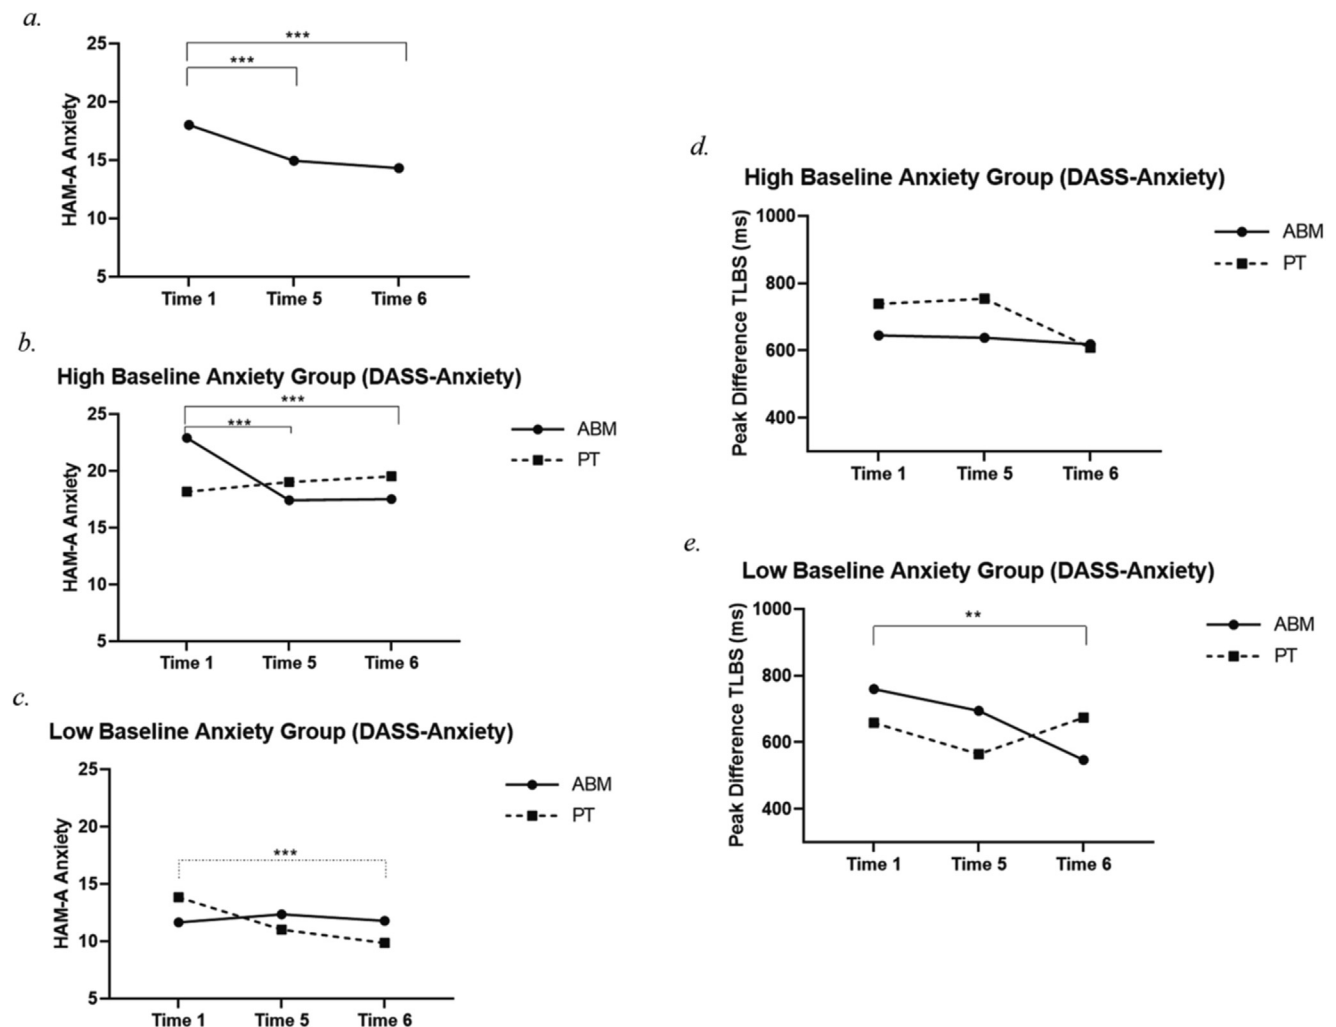 a.
25
20
15
10
5
HAM-A Anxiety
***
***
Time 1 Time 5 Time 6
b.
High Baseline Anxiety Group (DASS-Anxiety)
25
20
15
10
5
HAM-A Anxiety
***
***
ABM
PT
Time 1 Time 5 Time 6
c.
Low Baseline Anxiety Group (DASS-Anxiety)
25
20
15
10
5
HAM-A Anxiety
***
ABM
PT
Time 1 Time 5 Time 6
d.
High Baseline Anxiety Group (DASS-Anxiety)
1000
800
600
400
Peak Difference TLBS (ms)
ABM
PT
Time 1 Time 5 Time 6
e.
Low Baseline Anxiety Group (DASS-Anxiety)
1000
800
600
400
Peak Difference TLBS (ms)
**
ABM
PT
Time 1 Time 5 Time 6